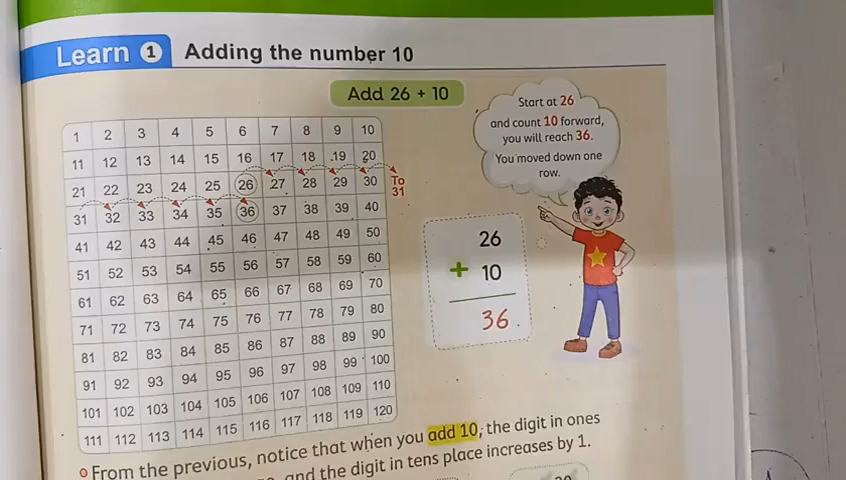 Learn 1 Adding the number 10
Add 26 + 10
Start at 26
and count 10 forward,
you will reach 36.
You moved down one
row.
1 2 3 4 5 6 7 8 9 10
11 12 13 14 15 16 17 18 19 20
21 22 23 24 25 26 27 28 29 30 To
31
31 32 33 34 35 36 37 38 39 40
41 42 43 44 45 46 47 48 49 50
51 52 53 54 55 56 57 58 59 60
61 62 63 64 65 66 67 68 69 70
71 72 73 74 75 76 77 78 79 80
81 82 83 84 85 86 87 88 89 90
91 92 93 94 95 96 97 98 99 100
101 102 103 104 105 106 107 108 109 110
111 112 113 114 115 116 117 118 119 120
26
+ 10
36
From the previous, notice that when you add 10, the digit in ones
and the digit in tens place increases by 1.